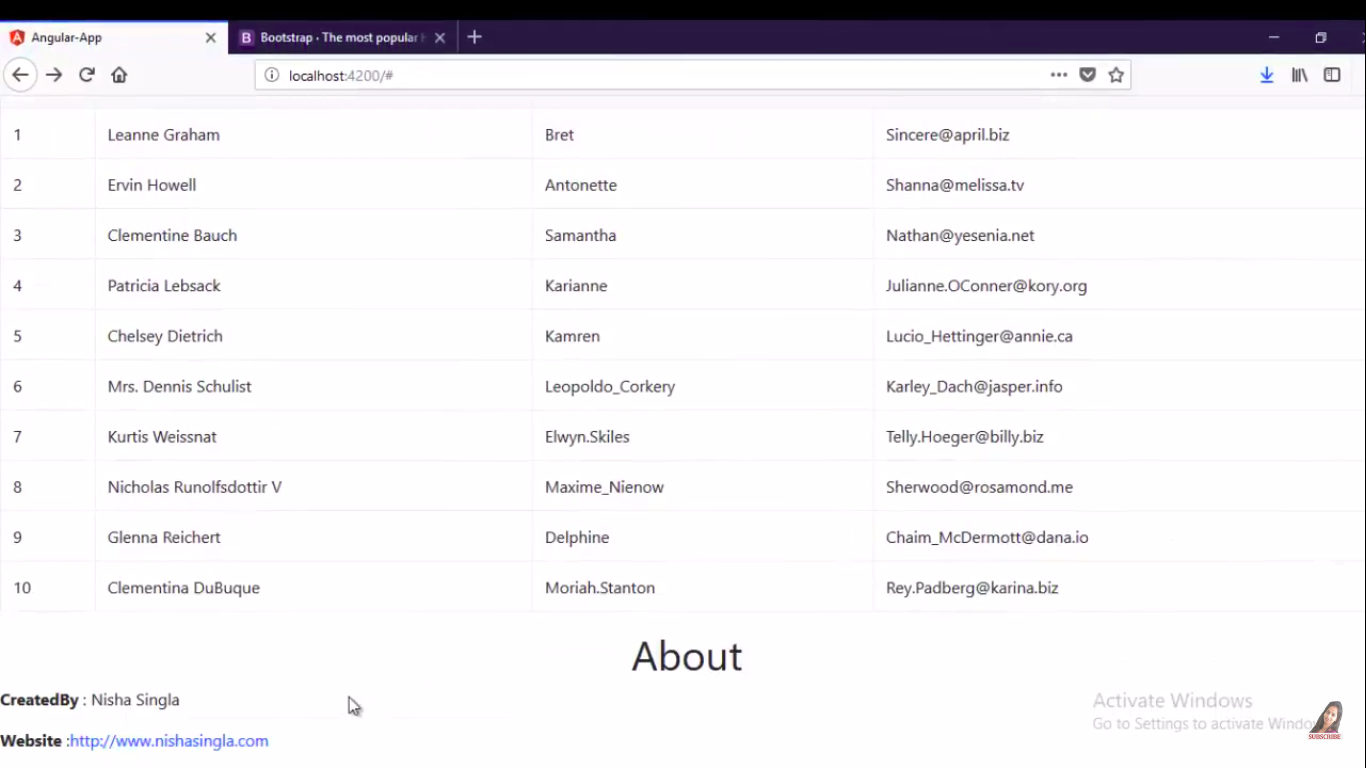 Angular-App
Bootstrap · The most popular
localhost:4200/#
1 Leanne Graham Bret Sincere@april.biz
2 Ervin Howell Antonette Shanna@melissa.tv
3 Clementine Bauch Samantha Nathan@yesenia.net
4 Patricia Lebsack Karianne Julianne.OConner@kory.org
5 Chelsey Dietrich Kamren Lucio_Hettinger@annie.ca
6 Mrs. Dennis Schulist Leopoldo_Corkery Karley_Dach@jasper.info
7 Kurtis Weissnat Elwyn.Skiles Telly.Hoeger@billy.biz
8 Nicholas Runolfsdottir V Maxime_Nienow Sherwood@rosamond.me
9 Glenna Reichert Delphine Chaim_McDermott@dana.io
10 Clementina DuBuque Moriah.Stanton Rey.Padberg@karina.biz
About
CreatedBy : Nisha Singla
Website :http://www.nishasingla.com
Activate Windows
Go to Settings to activate Windo
SUBSCRIBE